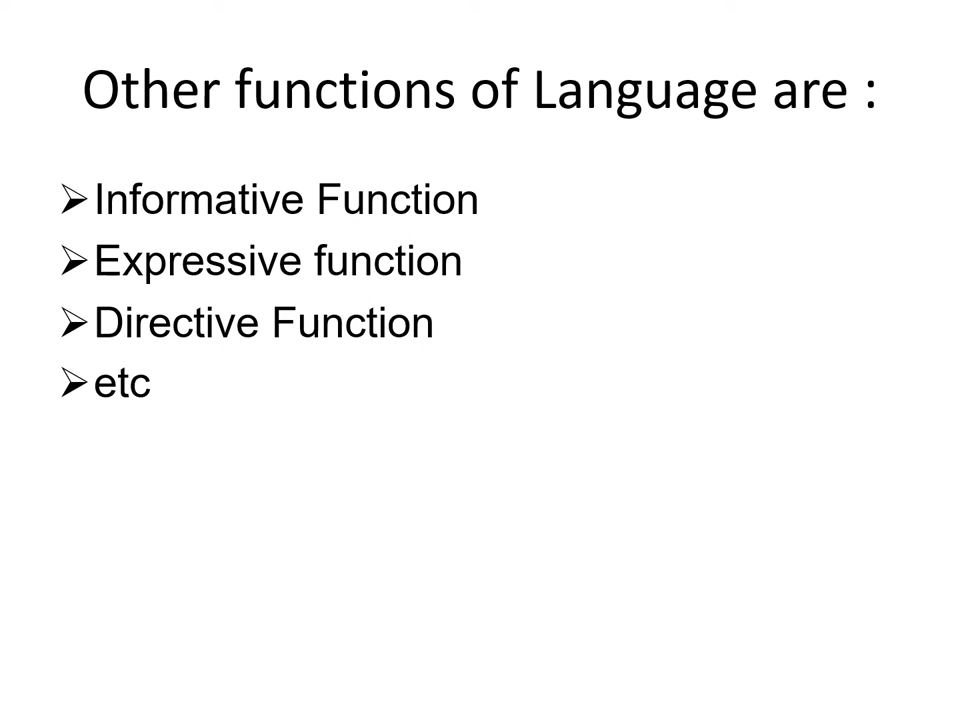 Other functions of Language are :
➢Informative Function
➢Expressive function
➢Directive Function
➢etc